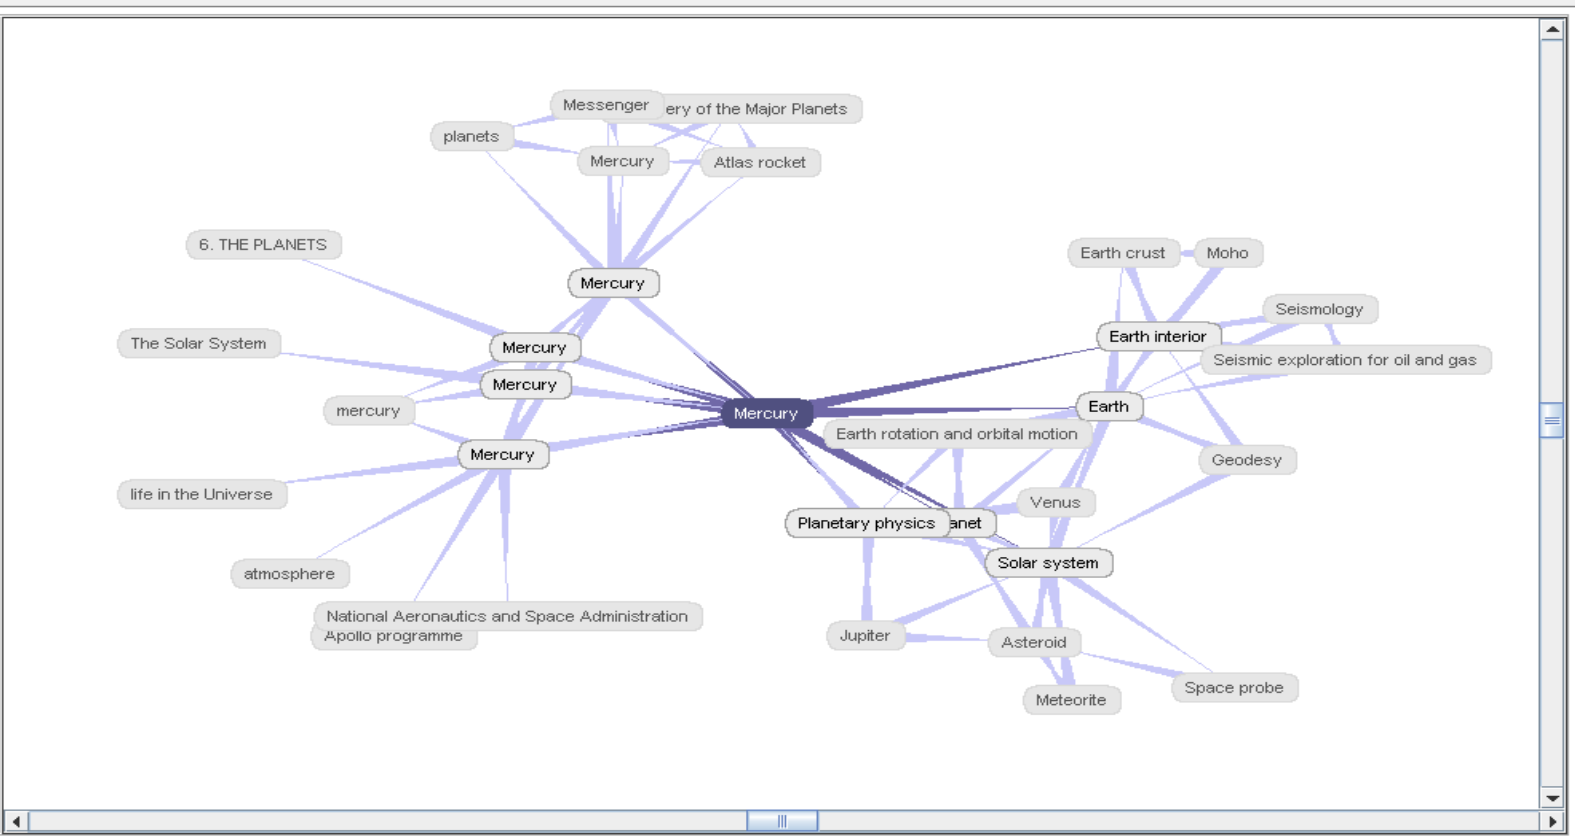 Messenger
ery of the Major Planets
planets
Mercury
Atlas rocket
6. THE PLANETS
Earth crust
Moho
Mercury
Seismology
Earth interior
The Solar System
Mercury
Seismic exploration for oil and gas
Mercury
mercury
Mercury
Earth
Earth rotation and orbital motion
Mercury
Geodesy
life in the Universe
Venus
Planetary physics
anet
Solar system
atmosphere
National Aeronautics and Space Administration
Apollo programme
Jupiter
Asteroid
Space probe
Meteorite